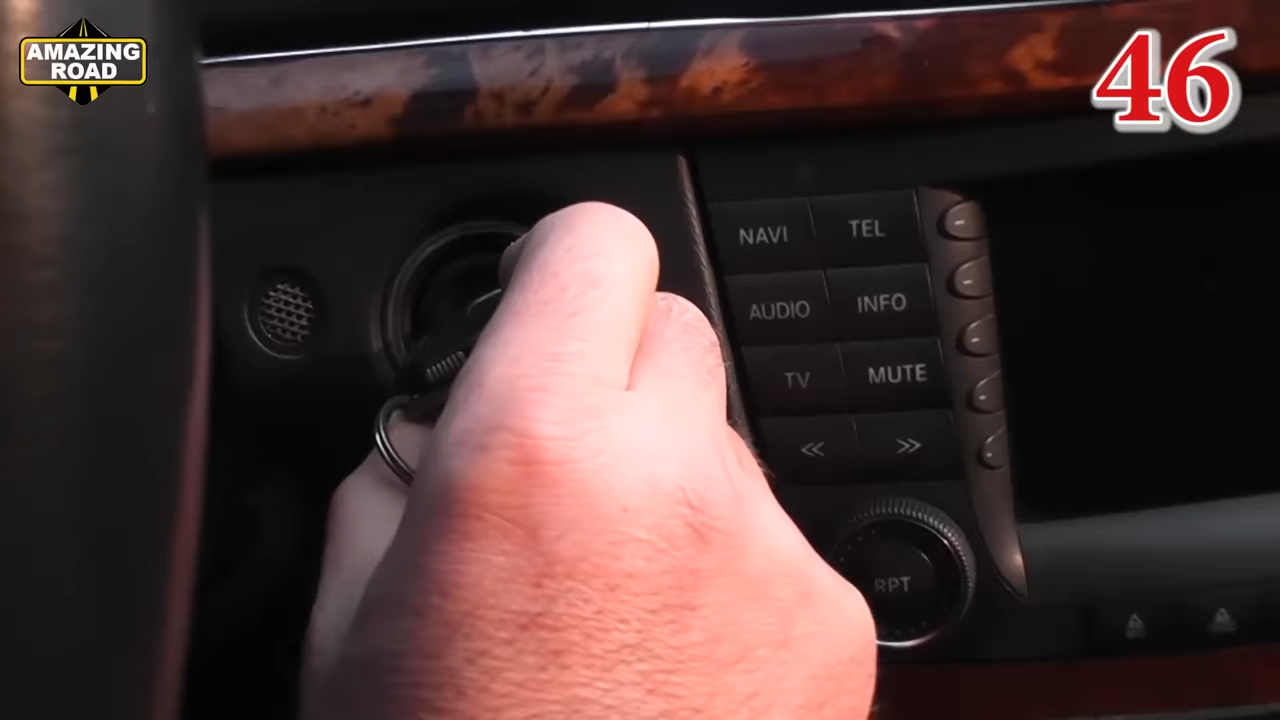 AMAZING
ROAD
46
NAVI TEL
AUDIO INFO
TV MUTE
<< >>
RPT